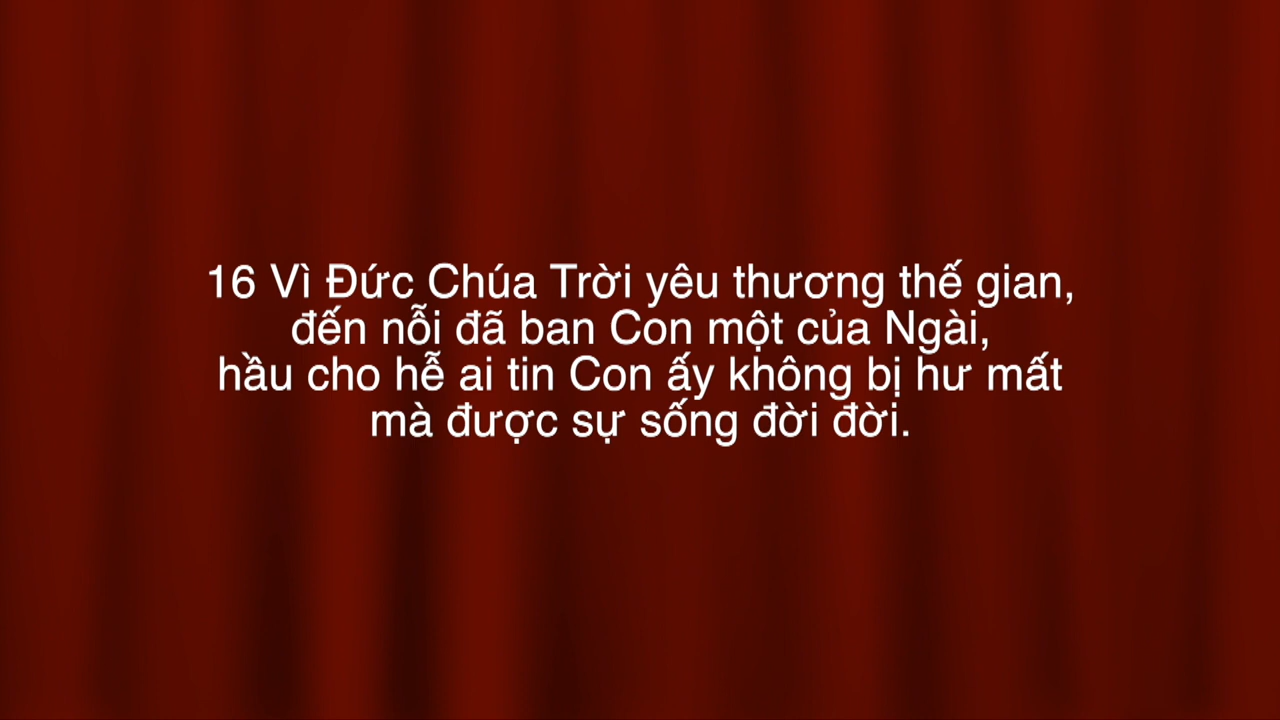 16 Vì Đức Chúa Trời yêu thương thế gian,
đến nỗi đã ban Con một của Ngài,
hầu cho hễ ai tin Con ấy không bị hư mất
mà được sự sống đời đời.